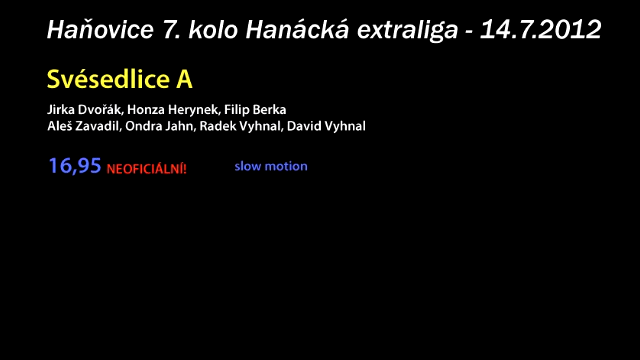 Haňovice 7. kolo Hanácká extraliga - 14.7.2012
Svésedlice A
Jirka Dvořák, Honza Herynek, Filip Berka
Aleš Zavadil, Ondra Jahn, Radek Vyhnal, David Vyhnal
16,95 NEOFICIÁLNÍ! slow motion